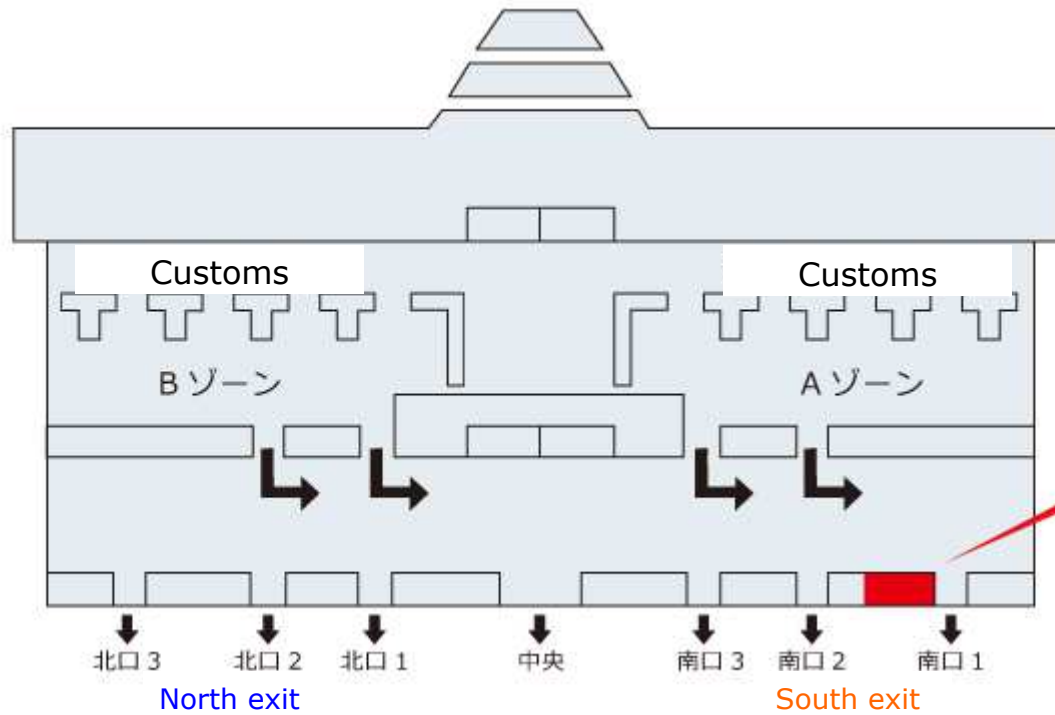 Customs
Customs
Bゾーン
Aゾーン
北口3
北口2
北口1
中央
南口3
南口2
南口1
North exit
South exit